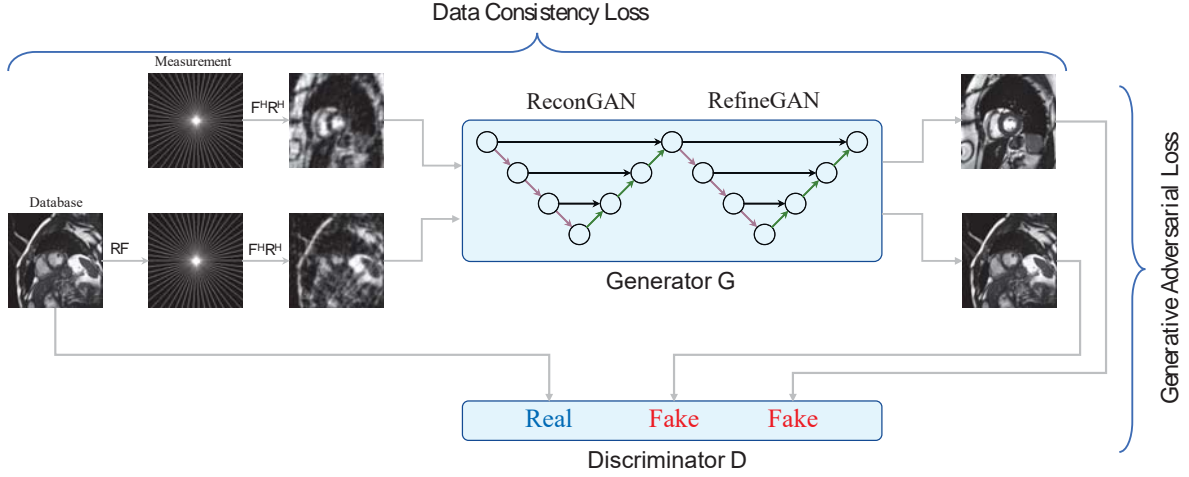 Data Consistency Loss
Measurement
FᴴRᴴ
ReconGAN
RefineGAN
Database
RF
FᴴRᴴ
Generator G
Generative Adversarial Loss
Real
Fake
Fake
Discriminator D